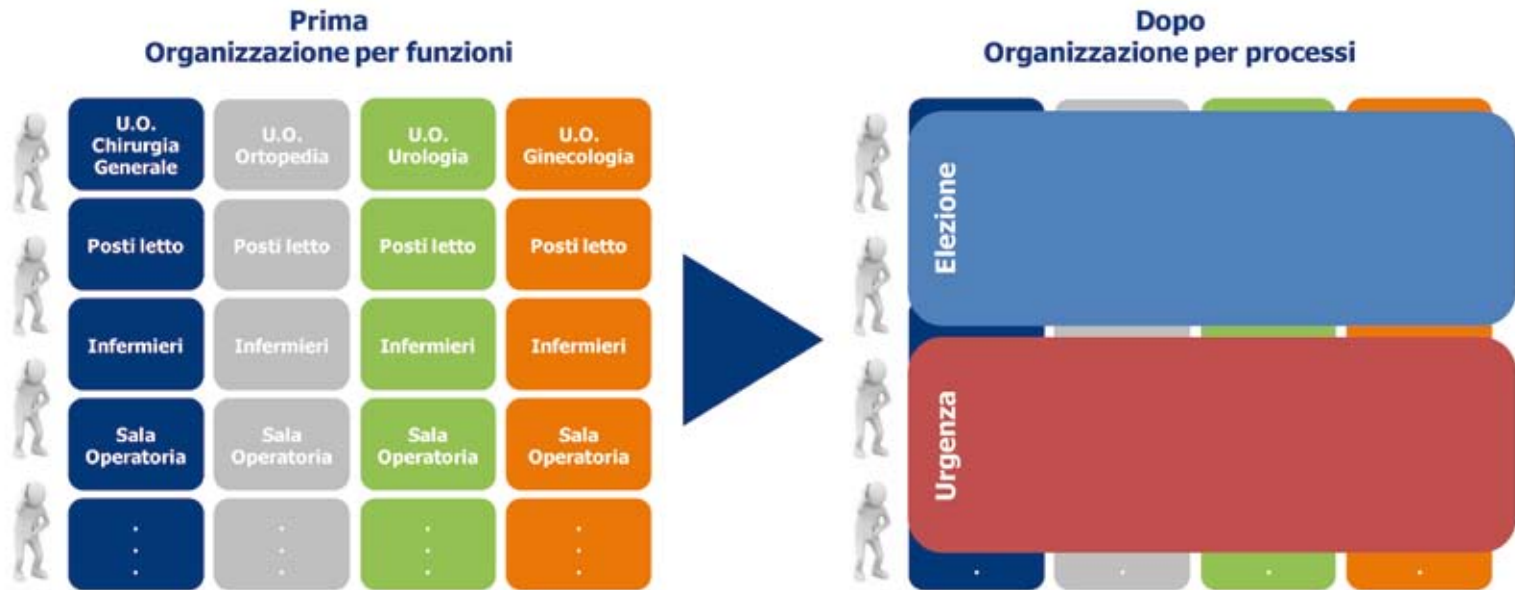 Prima
Organizzazione per funzioni
U.O.
Chirurgia
Generale
U.O.
Ortopedia
U.O.
Urologia
U.O.
Ginecologia
Posti letto
Posti letto
Posti letto
Posti letto
Infermieri
Infermieri
Infermieri
Infermieri
Sala
Operatoria
Sala
Operatoria
Sala
Operatoria
Sala
Operatoria
Dopo
Organizzazione per processi
Elezione
Urgenza